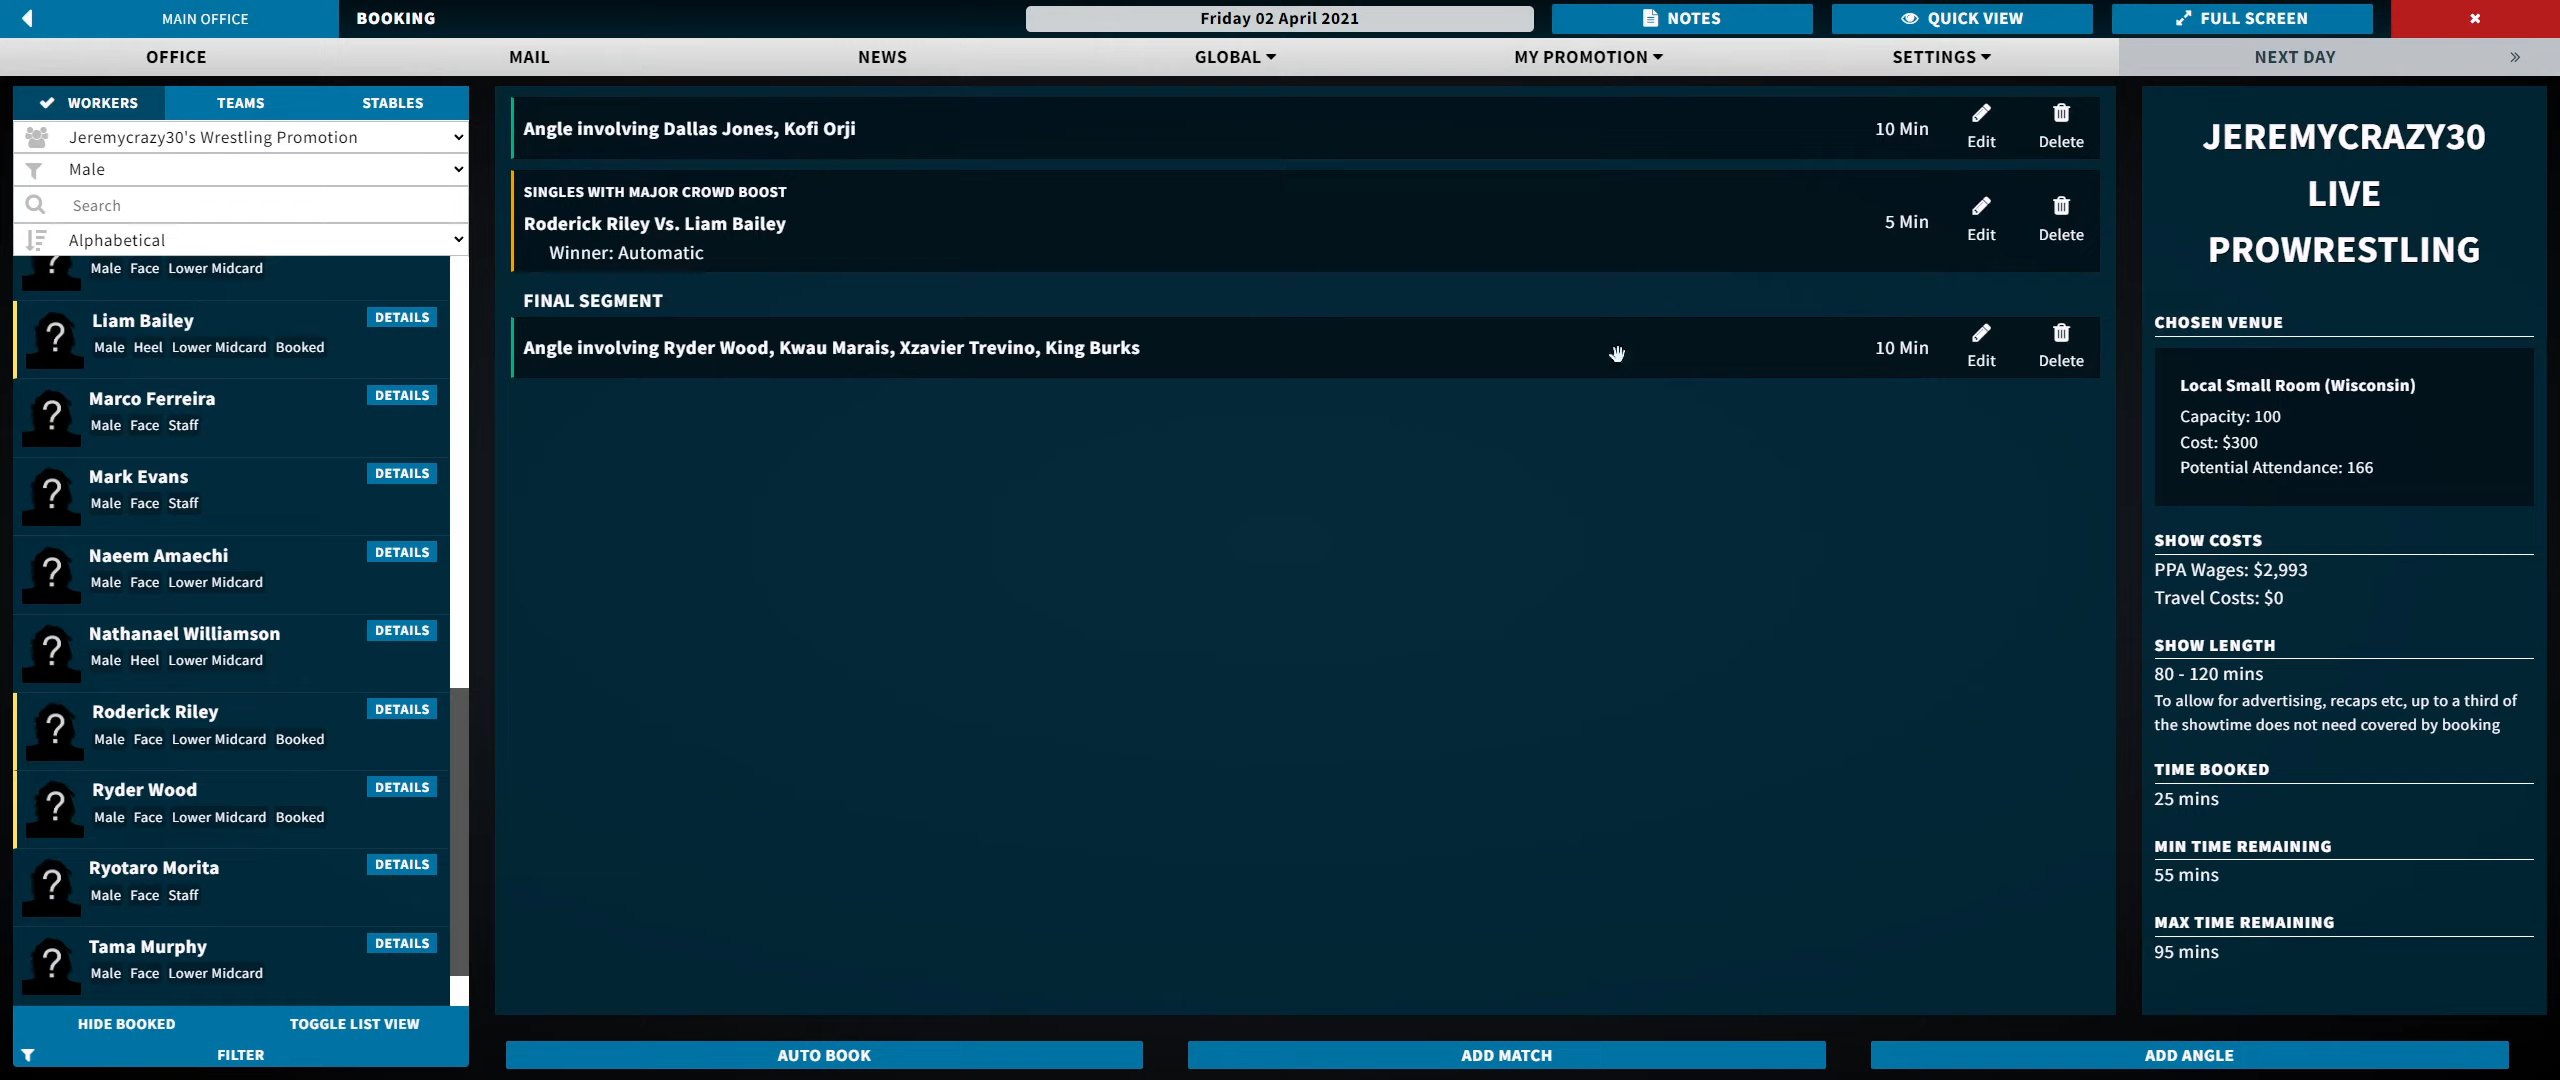 MAIN OFFICE
BOOKING
Friday 02 April 2021
NOTES
QUICK VIEW
FULL SCREEN
OFFICE
MAIL
NEWS
GLOBAL
MY PROMOTION
SETTINGS
NEXT DAY
WORKERS
TEAMS
STABLES
Jeremycrazy30's Wrestling Promotion
Male
Search
Alphabetical
Male Face Lower Midcard
Liam Bailey
DETAILS
Male Heel Lower Midcard Booked
Marco Ferreira
DETAILS
Male Face Staff
Mark Evans
DETAILS
Male Face Staff
Naeem Amaechi
DETAILS
Male Face Lower Midcard
Nathanael Williamson
DETAILS
Male Heel Lower Midcard
Roderick Riley
DETAILS
Male Face Lower Midcard Booked
Ryder Wood
DETAILS
Male Face Lower Midcard Booked
Ryotaro Morita
DETAILS
Male Face Staff
Tama Murphy
DETAILS
Male Face Lower Midcard
HIDE BOOKED
TOGGLE LIST VIEW
FILTER
Angle involving Dallas Jones, Kofi Orji
10 Min
Edit
Delete
SINGLES WITH MAJOR CROWD BOOST
Roderick Riley Vs. Liam Bailey
Winner: Automatic
5 Min
Edit
Delete
FINAL SEGMENT
Angle involving Ryder Wood, Kwau Marais, Xzavier Trevino, King Burks
10 Min
Edit
Delete
AUTO BOOK
ADD MATCH
ADD ANGLE
JEREMYCRAZY30
LIVE
PROWRESTLING
CHOSEN VENUE
Local Small Room (Wisconsin)
Capacity: 100
Cost: $300
Potential Attendance: 166
SHOW COSTS
PPA Wages: $2,993
Travel Costs: $0
SHOW LENGTH
80 - 120 mins
To allow for advertising, recaps etc, up to a third of
the showtime does not need covered by booking
TIME BOOKED
25 mins
MIN TIME REMAINING
55 mins
MAX TIME REMAINING
95 mins